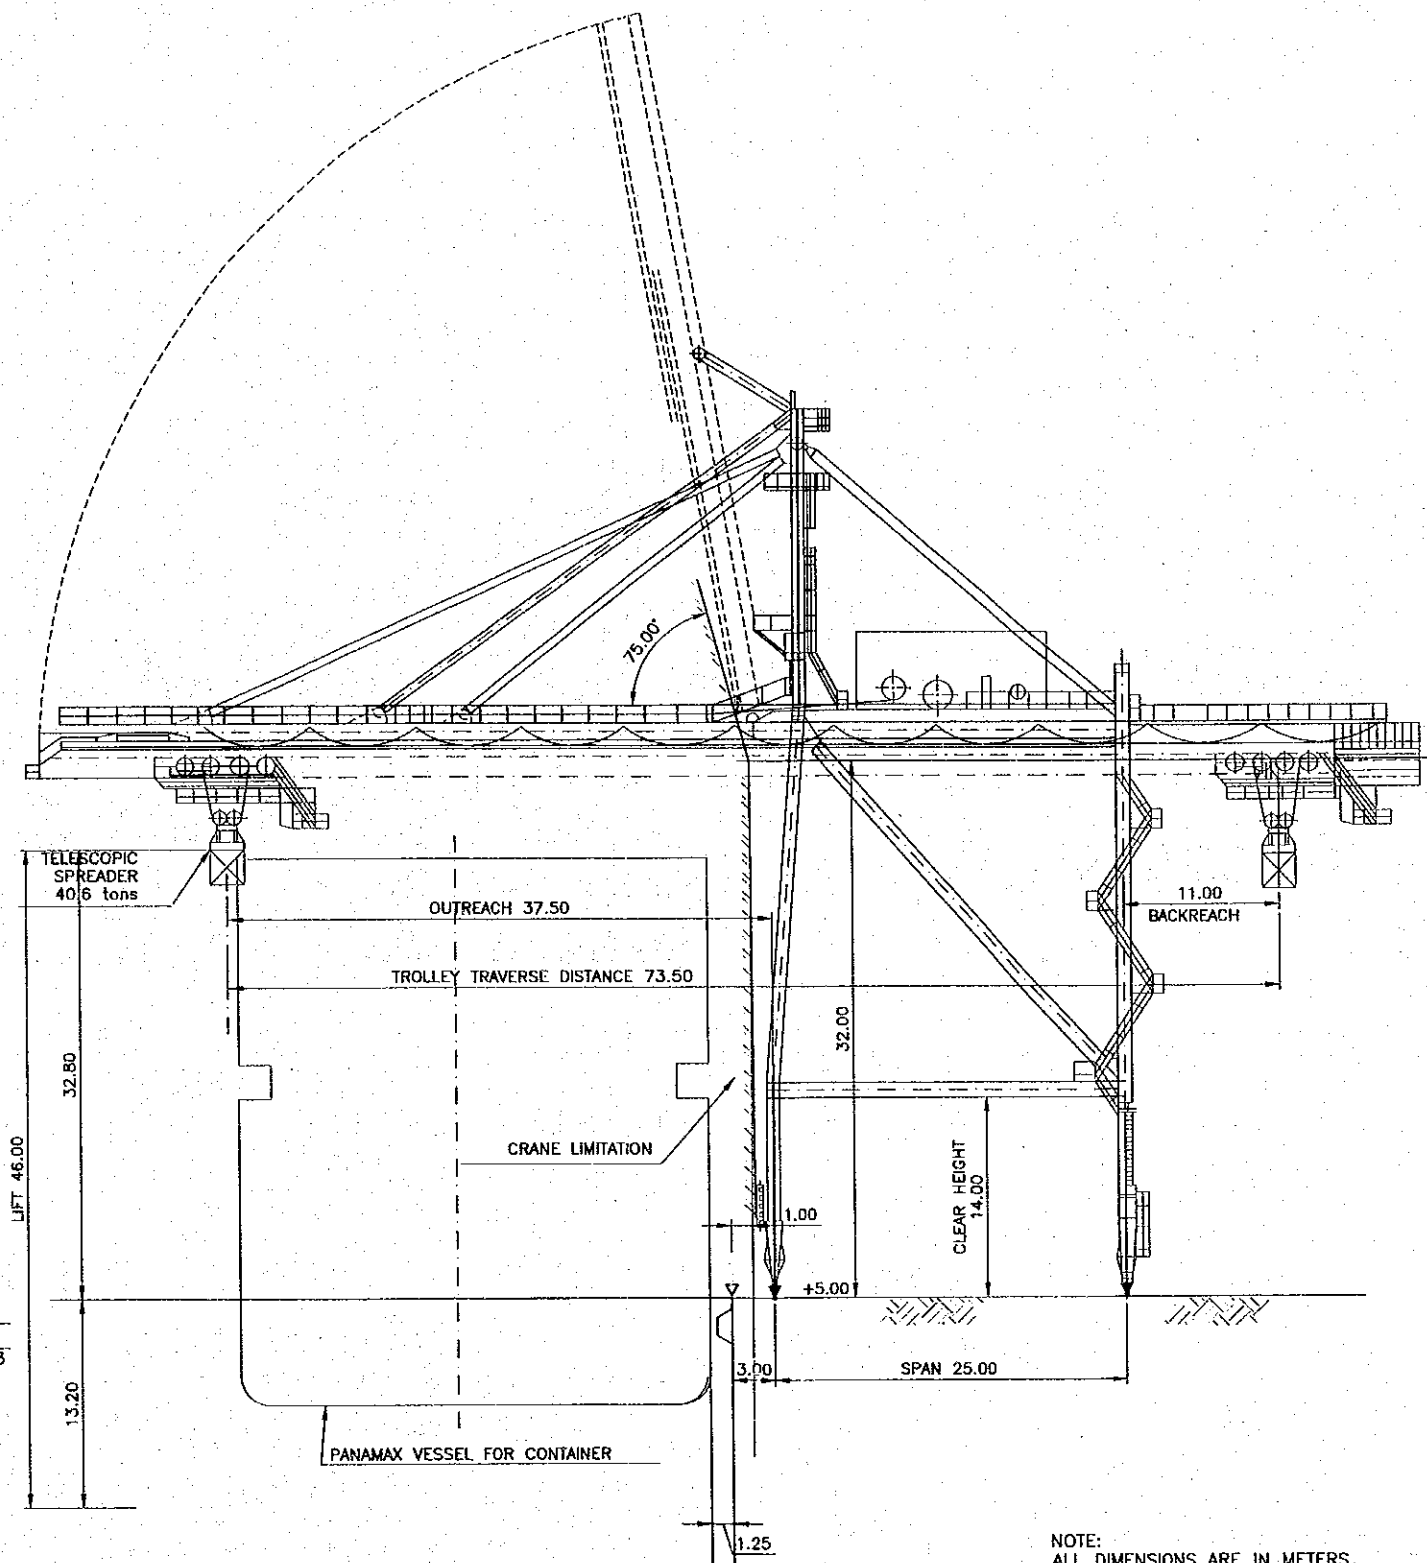 75.00°
TELESCOPIC
SPREADER
40.6 tons
OUTREACH 37.50
11.00
BACKREACH
TROLLEY TRAVERSE DISTANCE 73.50
32.00
32.80
LIFT 46.00
CRANE LIMITATION
CLEAR HEIGHT
14.00
1.00
+5.00
3.00
SPAN 25.00
13.20
PANAMAX VESSEL FOR CONTAINER
1.25
NOTE:
ALL DIMENSIONS ARE IN METERS